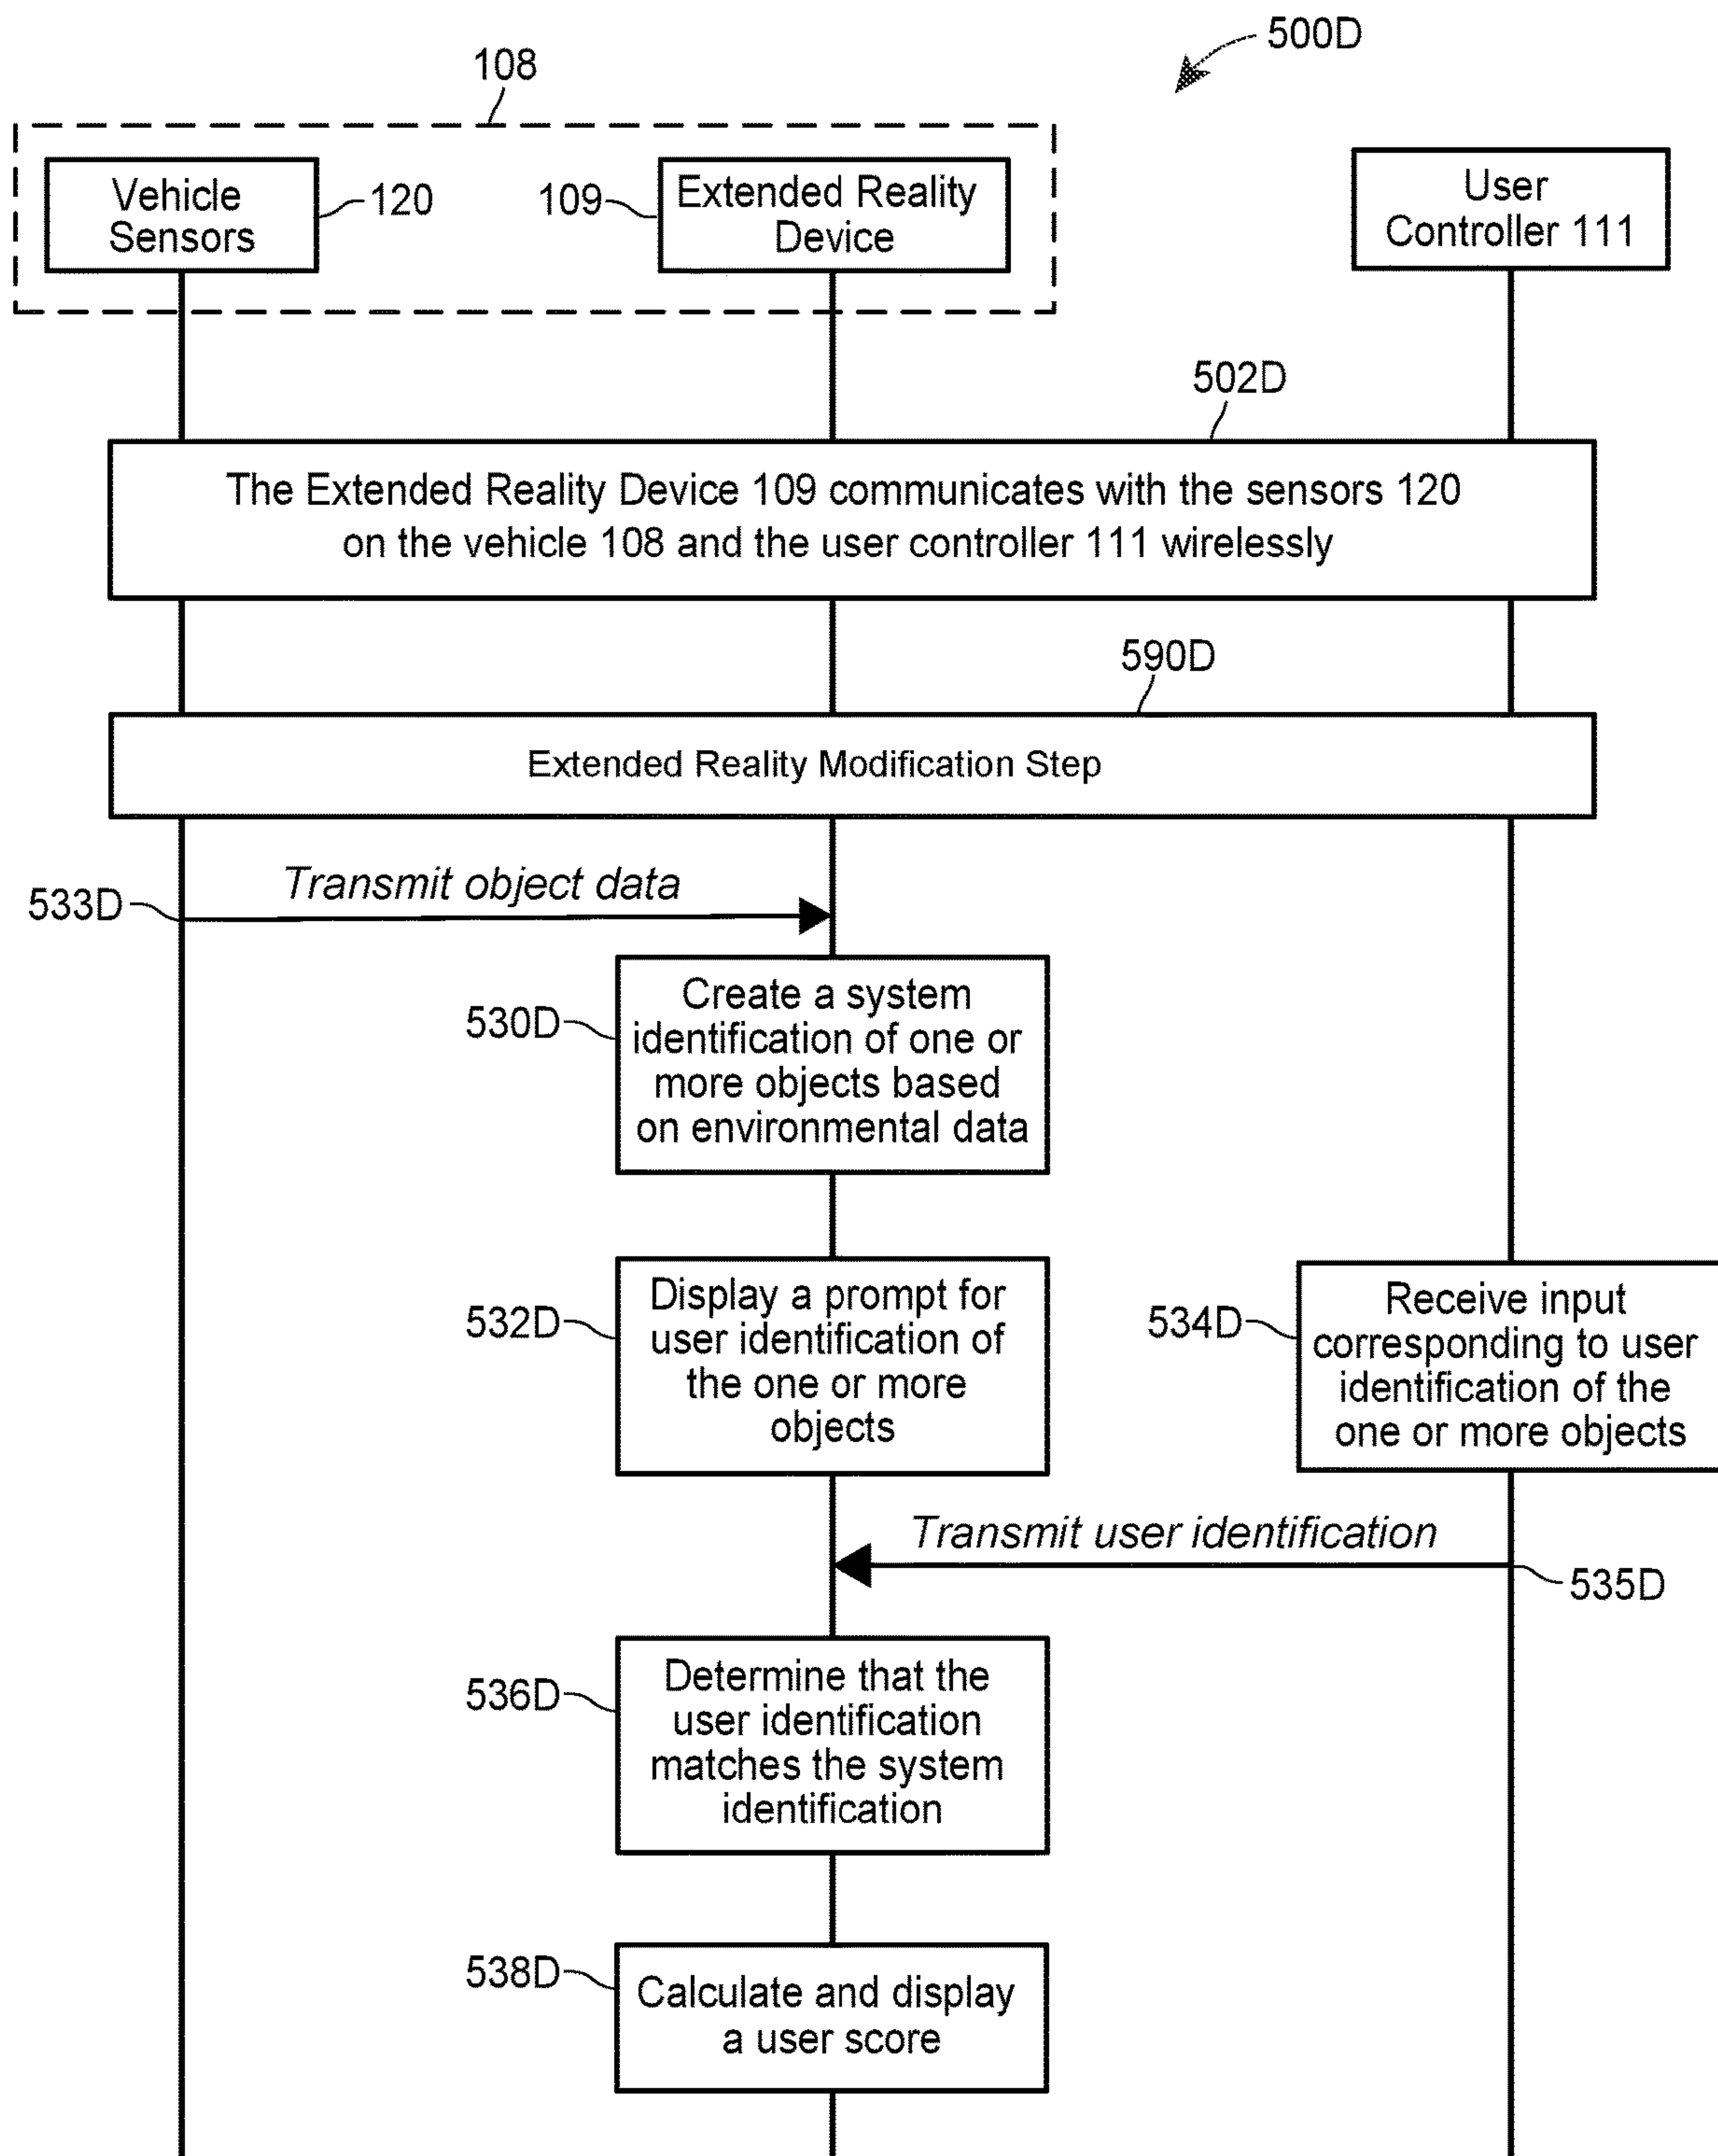 500D
108
Vehicle
Sensors
120
109
Extended Reality
Device
User
Controller 111
502D
The Extended Reality Device 109 communicates with the sensors 120
on the vehicle 108 and the user controller 111 wirelessly
590D
Extended Reality Modification Step
Transmit object data
533D
530D
Create a system
identification of one or
more objects based
on environmental data
532D
Display a prompt for
user identification of
the one or more
objects
534D
Receive input
corresponding to user
identification of the
one or more objects
Transmit user identification
535D
536D
Determine that the
user identification
matches the system
identification
538D
Calculate and display
a user score